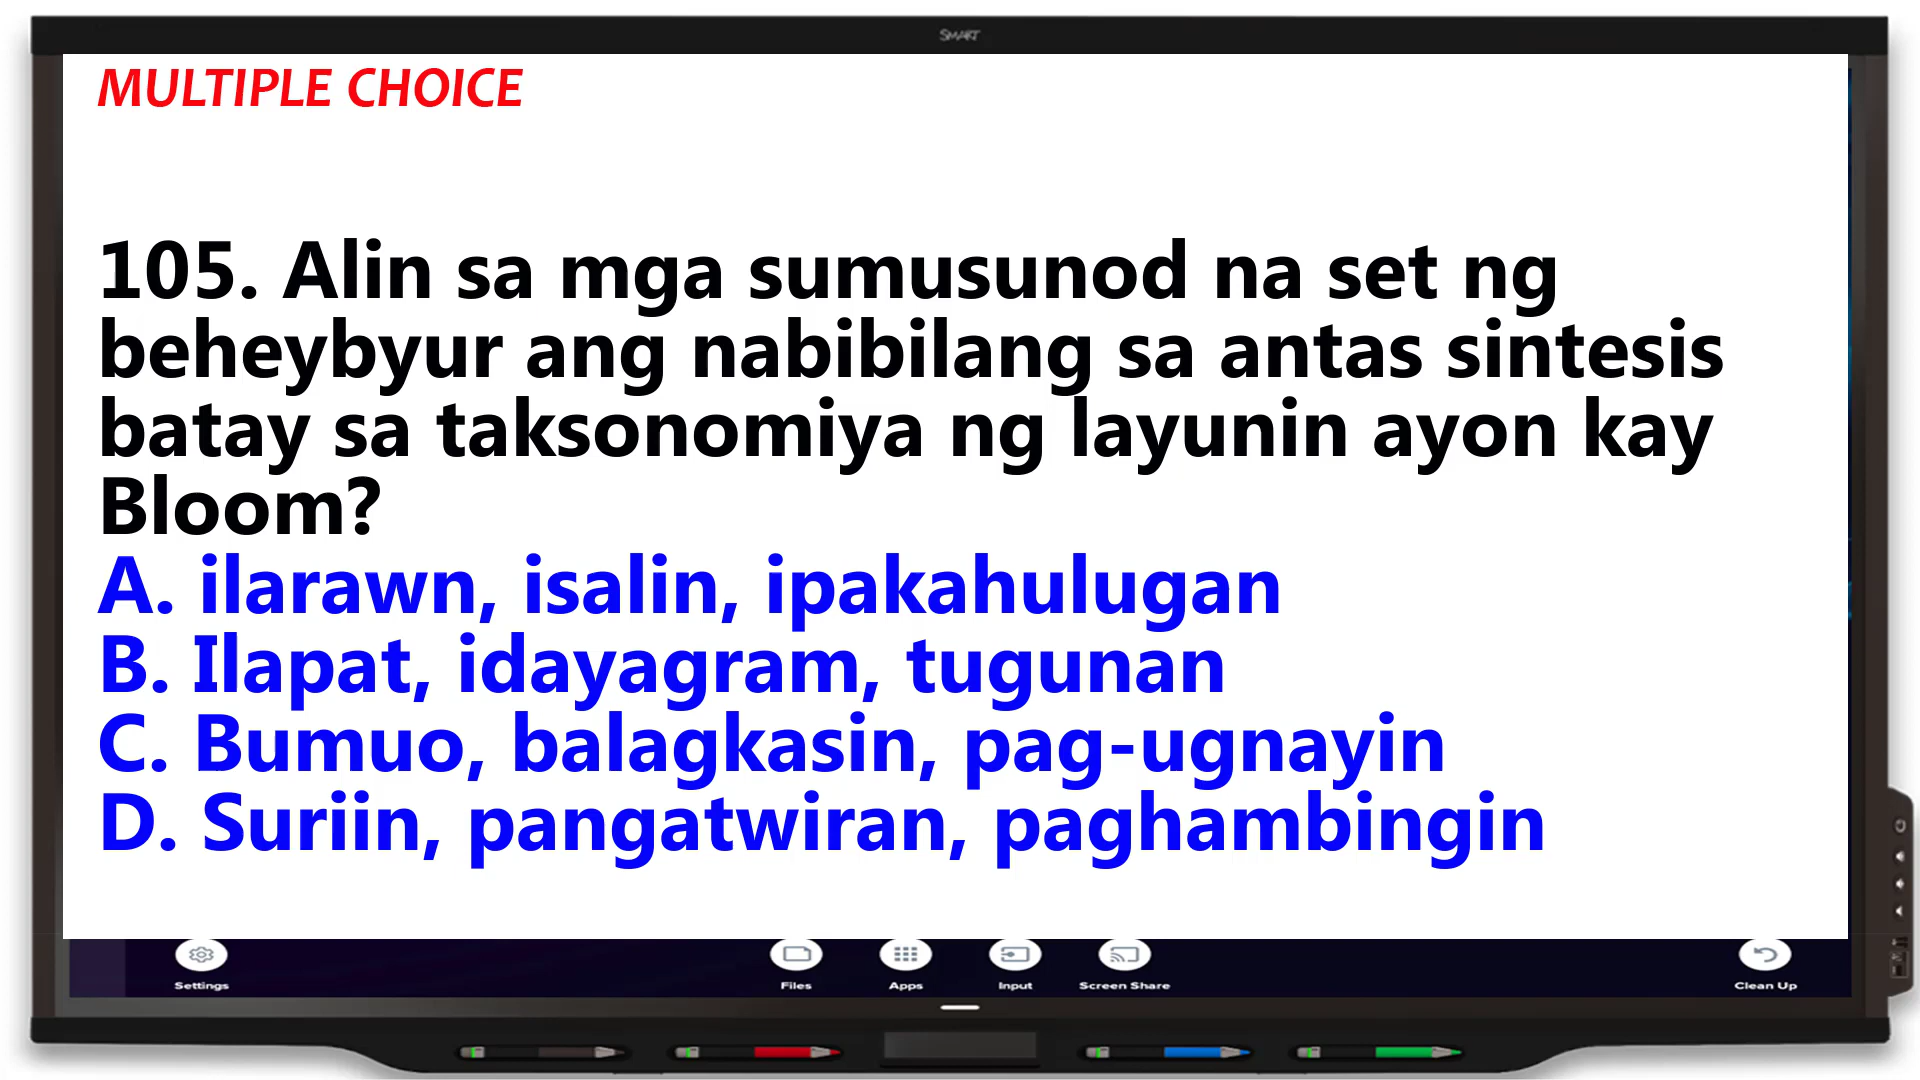 SMART
MULTIPLE CHOICE
105. Alin sa mga sumusunod na set ng
beheybyur ang nabibilang sa antas sintesis
batay sa taksonomiya ng layunin ayon kay
Bloom?
A. ilarawn, isalin, ipakahulugan
B. Ilapat, idayagram, tugunan
C. Bumuo, balagkasin, pag-ugnayin
D. Suriin, pangatwiran, paghambingin
Settings
Files
Apps
Input
Screen Share
Clean Up